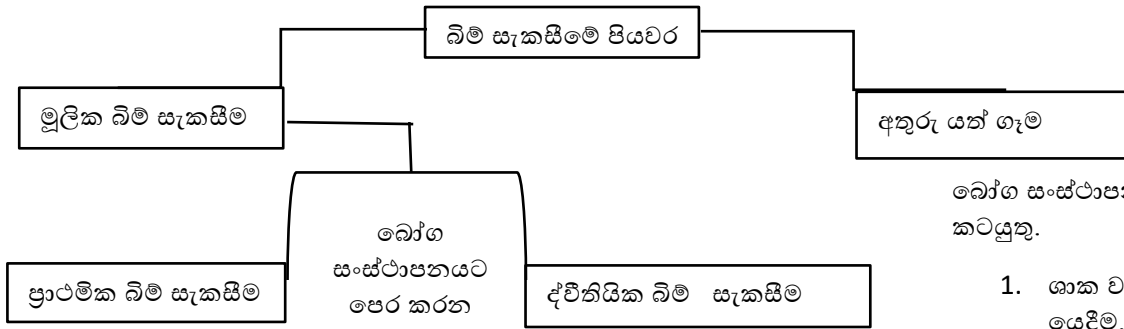 බිම් සැකසීමේ පියවර
මූලික බිම් සැකසීම
අතුරු යත් ගෑම
බෝග
සංස්ථාපනයට
පෙර කරන
ප්‍රාථමික බිම් සැකසීම
ද්වීතියික බිම් සැකසීම
බෝග
කටයුතු.
1. ශාක
යෙදීම.